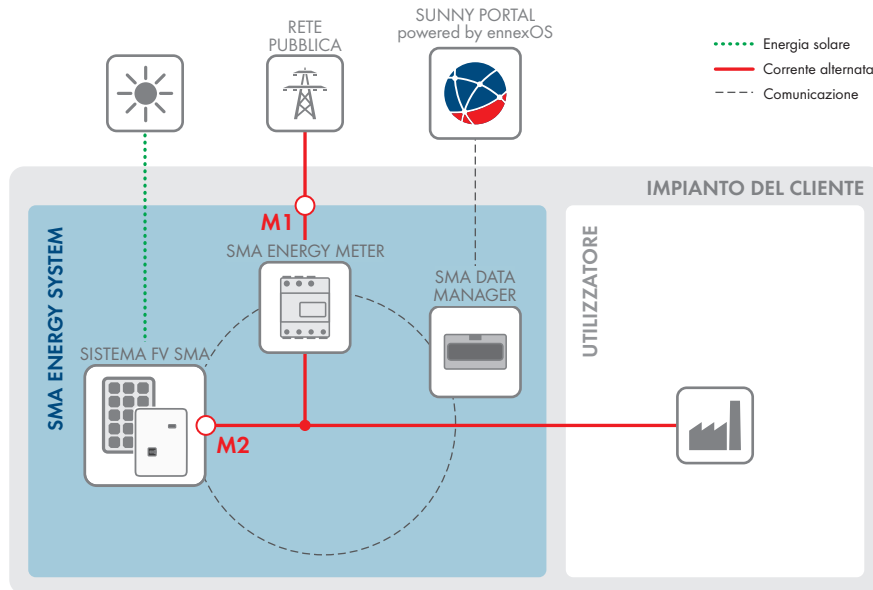 RETE
PUBBLICA
SUNNY PORTAL
powered by ennexOS
Energia solare
Corrente alternata
Comunicazione
IMPIANTO DEL CLIENTE
SMA ENERGY SYSTEM
M1
SMA ENERGY METER
SMA DATA
MANAGER
UTILIZZATORE
SISTEMA FV SMA
M2